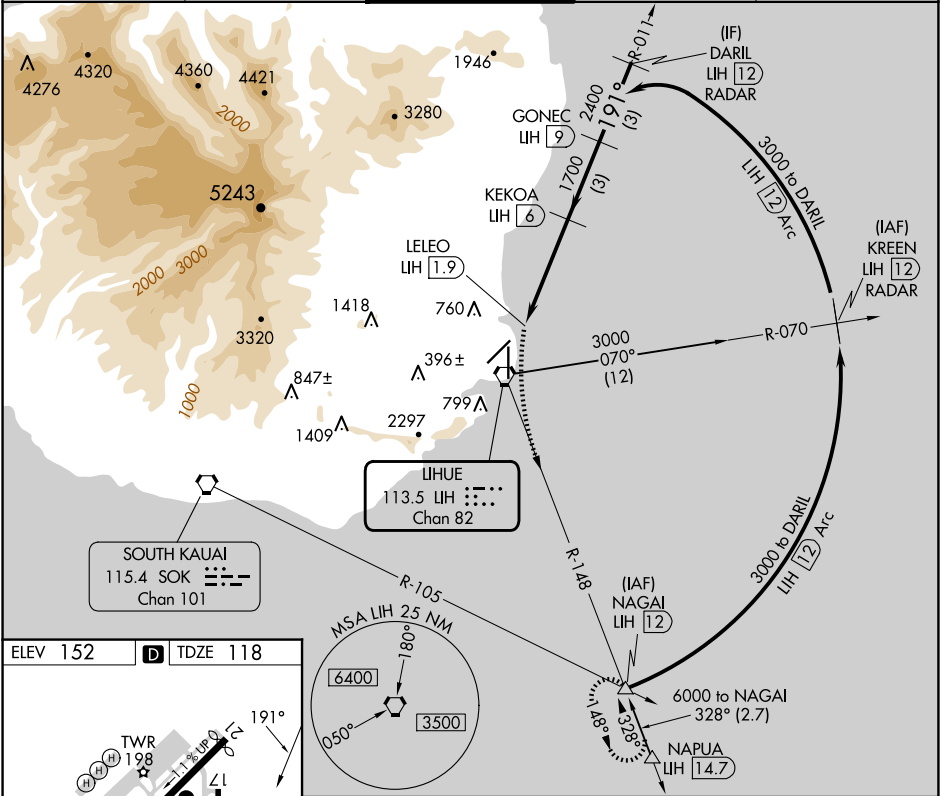 4276
4320
4360
4421
2000
1946
3280
5243
2000
3000
3320
1000
R-011
(IF)
DARIL
LIH 12
RADAR
2400
191°
(3)
GONEC
LIH 9
1700
(3)
KEKOA
LIH 6
LELEO
LIH 1.9
3000 to DARIL
LIH 12 Arc
(IAF)
KREEN
LIH 12
RADAR
1418
760
396±
847±
799
1409
2297
3000
070°
(12)
R-070
LIHUE
113.5 LIH
Chan 82
SOUTH KAUAI
115.4 SOK
Chan 101
R-105
R-148
3000 to DARIL
LIH 12 Arc
(IAF)
NAGAI
LIH 12
6000 to NAGAI
328° (2.7)
148°
328°
NAPUA
LIH 14.7
MSA LIH 25 NM
180°
6400
050°
3500
ELEV 152
D
TDZE 118
191°
TWR
198
H
H
H
1.1% UP
21
17